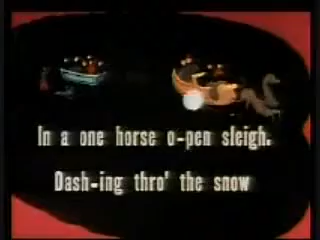 In a one horse o-pen sleigh.
Dash-ing thro' the snow